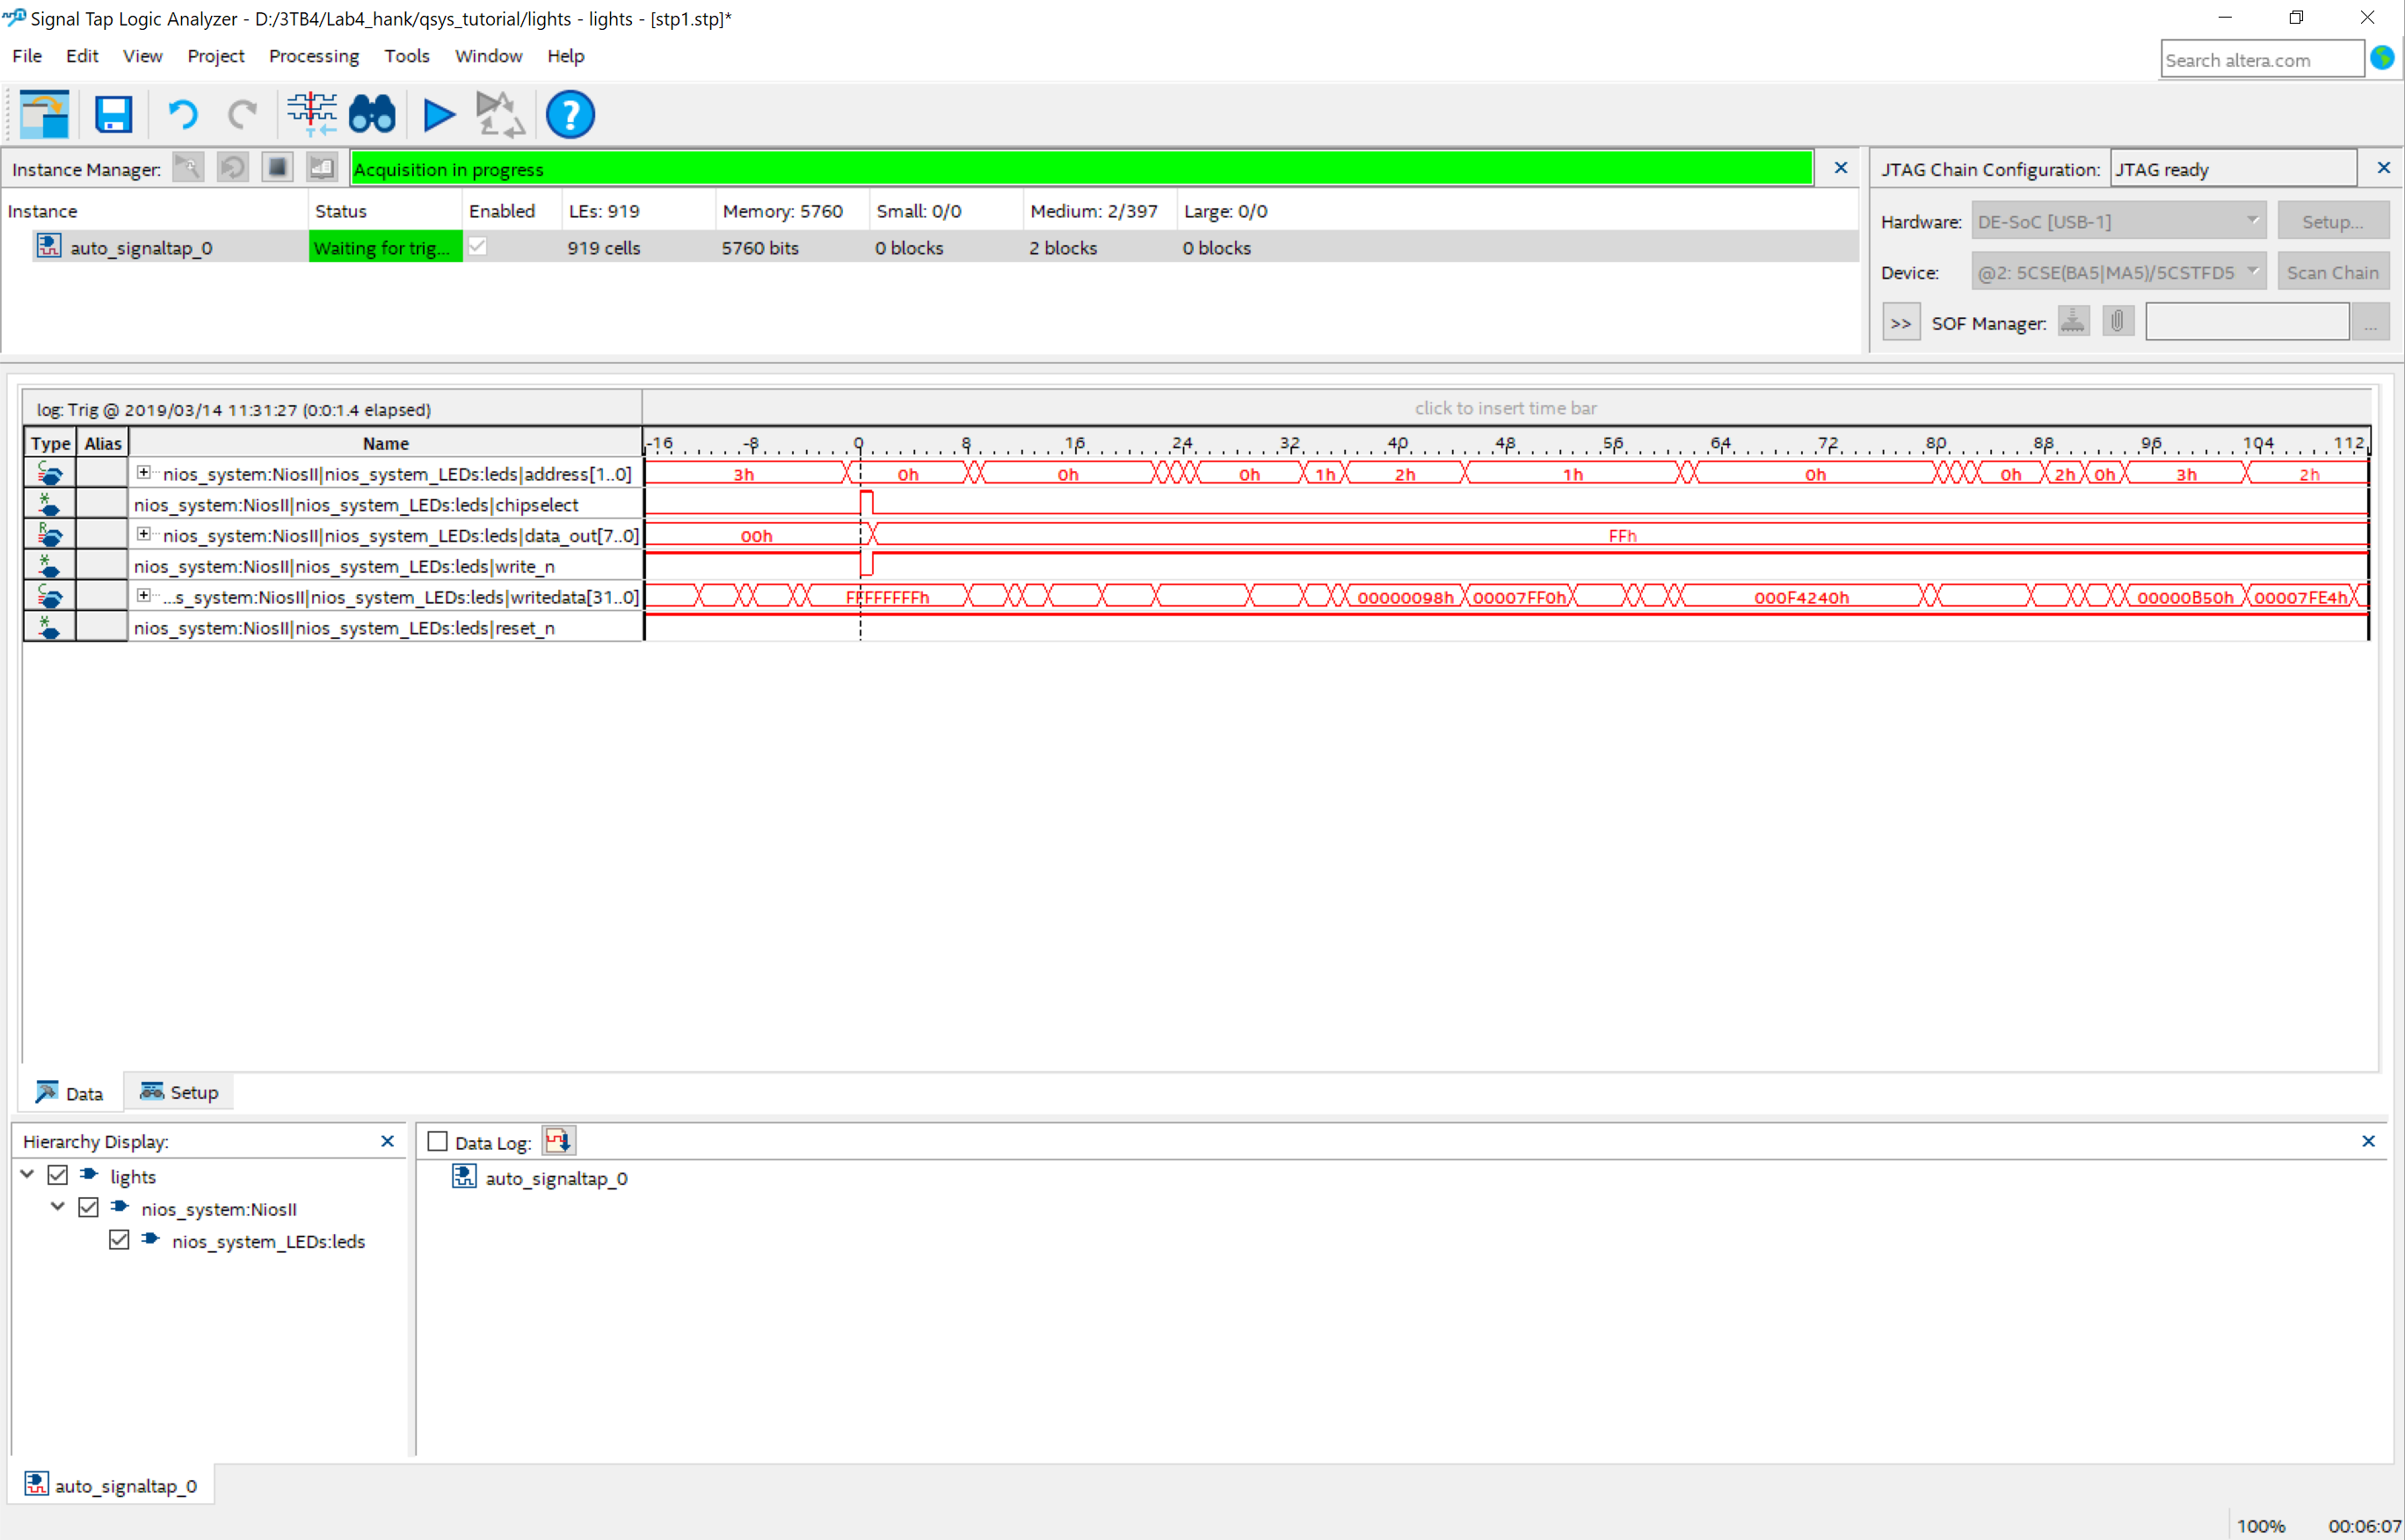 Signal Tap Logic Analyzer - D:/3TB4/Lab4_hank/qsys_tutorial/lights - lights - [stp1.stp]*
File Edit View Project Processing Tools Window Help
Search altera.com
Instance Manager: Acquisition in progress
JTAG Chain Configuration: JTAG ready
Instance Status Enabled LEs: 919 Memory: 5760 Small: 0/0 Medium: 2/397 Large: 0/0
auto_signaltap_0 Waiting for trig... 919 cells 5760 bits 0 blocks 2 blocks 0 blocks
Hardware: DE-SoC [USB-1] Setup...
Device: @2: 5CSE(BA5|MA5)/5CSTFD5 Scan Chain
>> SOF Manager: ...
log: Trig @ 2019/03/14 11:31:27 (0:0:1.4 elapsed)
click to insert time bar
Type Alias Name -16 -8 0 8 16 24 32 40 48 56 64 72 80 88 96 104 112
nios_system:NiosII|nios_system_LEDs:leds|address[1..0] 3h 0h 0h 0h 1h 2h 1h 0h 0h 2h 0h 3h 2h
nios_system:NiosII|nios_system_LEDs:leds|chipselect
nios_system:NiosII|nios_system_LEDs:leds|data_out[7..0] 00h FFh
nios_system:NiosII|nios_system_LEDs:leds|write_n
...s_system:NiosII|nios_system_LEDs:leds|writedata[31..0] FFFFFFFFh 00000098h 00007FF0h 000F4240h 00000B50h 00007FE4h
nios_system:NiosII|nios_system_LEDs:leds|reset_n
Data Setup
Hierarchy Display:
lights
nios_system:NiosII
nios_system_LEDs:leds
Data Log:
auto_signaltap_0
auto_signaltap_0
100% 00:06:07